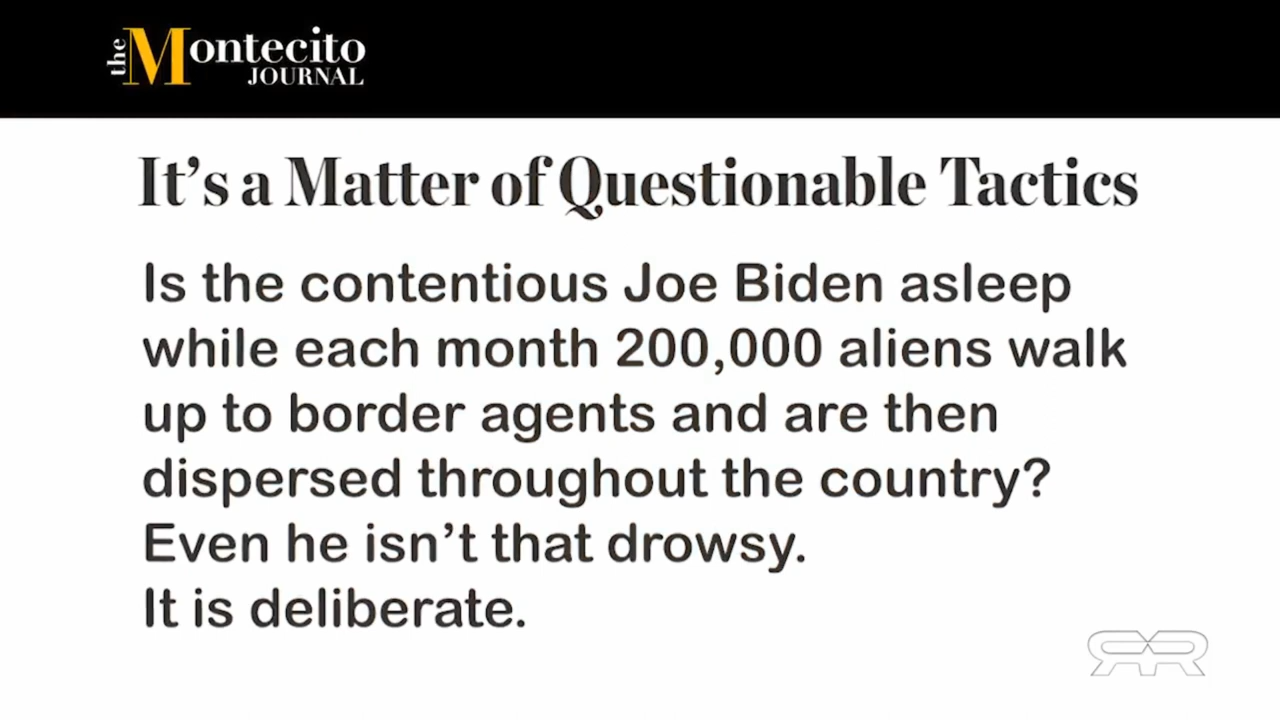 the Montecito
JOURNAL
It's a Matter of Questionable Tactics
Is the contentious Joe Biden asleep
while each month 200,000 aliens walk
up to border agents and are then
dispersed throughout the country?
Even he isn't that drowsy.
It is deliberate.
RR